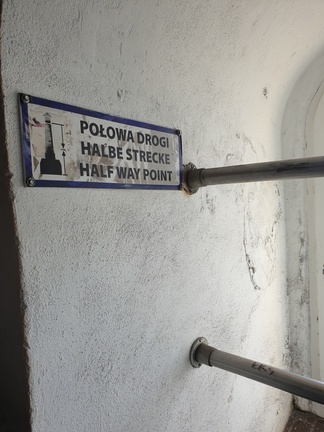 POŁOWA DROGI
HALBE STRECKE
HALF WAY POINT